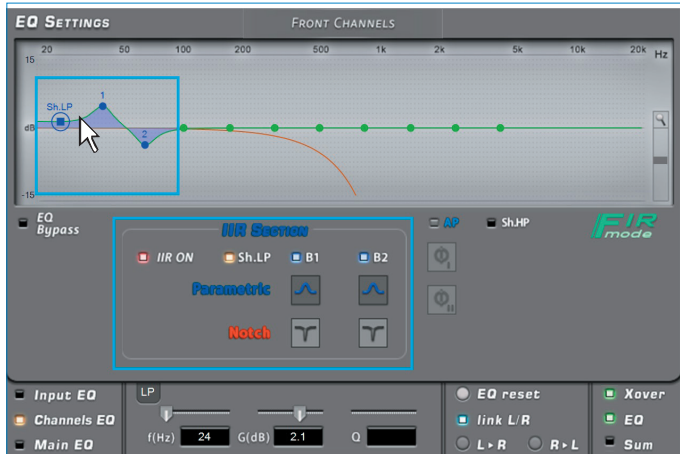 EQ SETTINGS
FRONT CHANNELS
20 50 100 200 500 1k 2k 5k 10k 20k Hz
15
1
Sh.LP
dB
2
-15
EQ Bypass
IIR SECTION
AP
Sh.HP
FIR mode
IIR ON
Sh.LP
B1
B2
Parametric
Φ I
Notch
Φ II
Input EQ
LP
EQ reset
Xover
Channels EQ
link L/R
EQ
f(Hz) 24 G(dB) 2.1 Q
Main EQ
L▸R
R▸L
Sum